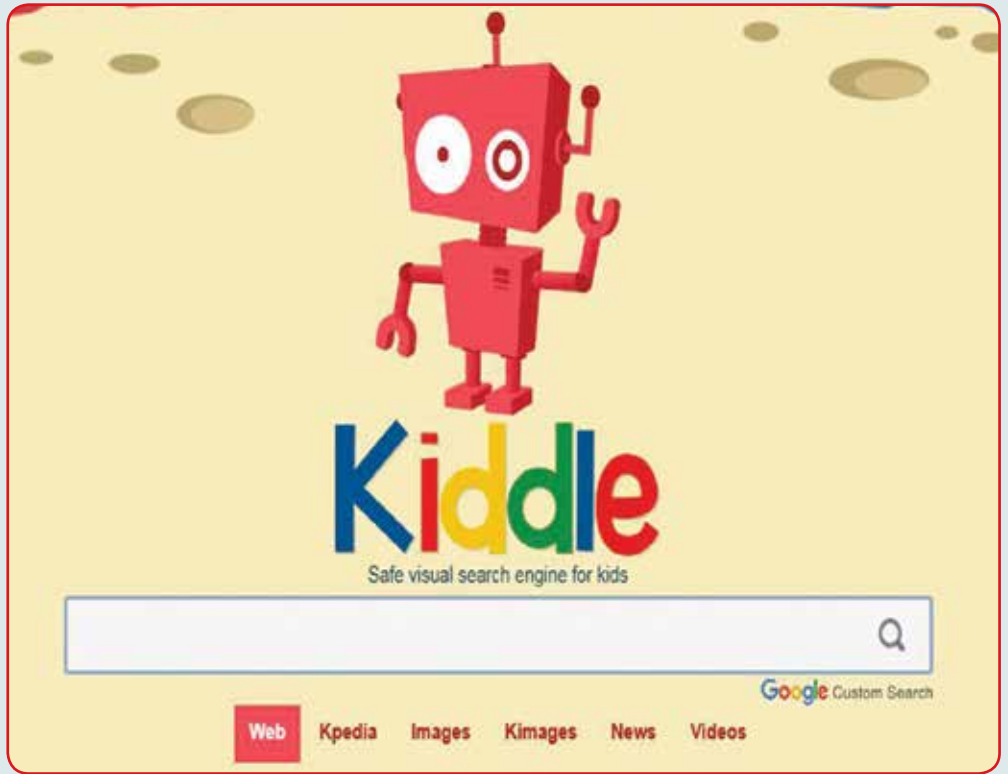 Kiddle
Safe visual search engine for kids
Google Custom Search
Web Kpedia Images Kimages News Videos